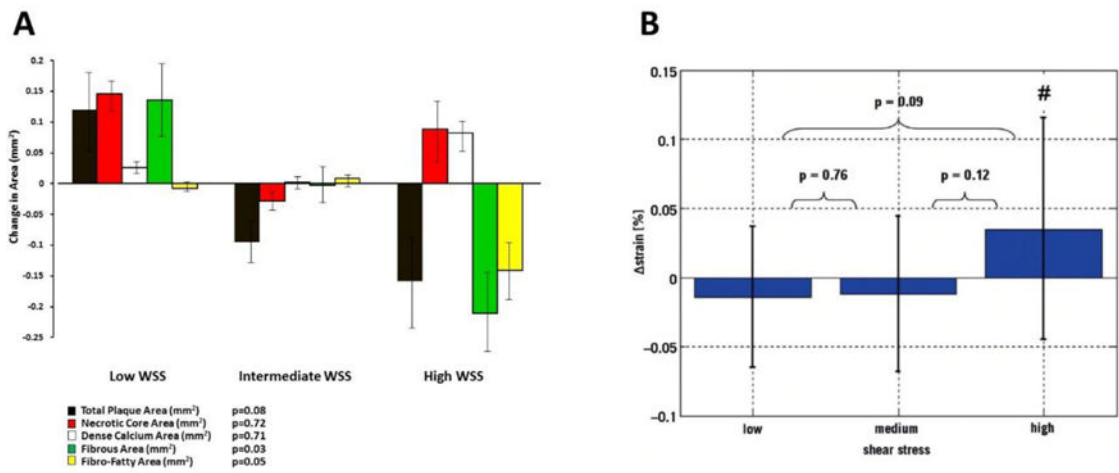 A
0.2
0.15
0.1
0.05
0
-0.05
-0.1
-0.15
-0.2
-0.25
Change in Area (mm²)
Low WSS
Intermediate WSS
High WSS
Total Plaque Area (mm²) p=0.08
Necrotic Core Area (mm²) p=0.72
Dense Calcium Area (mm²) p=0.71
Fibrous Area (mm²) p=0.03
Fibro-Fatty Area (mm²) p=0.05
B
0.15
0.1
0.05
0
−0.05
−0.1
Δstrain [%]
#
p = 0.09
p = 0.76
p = 0.12
low
medium
high
shear stress